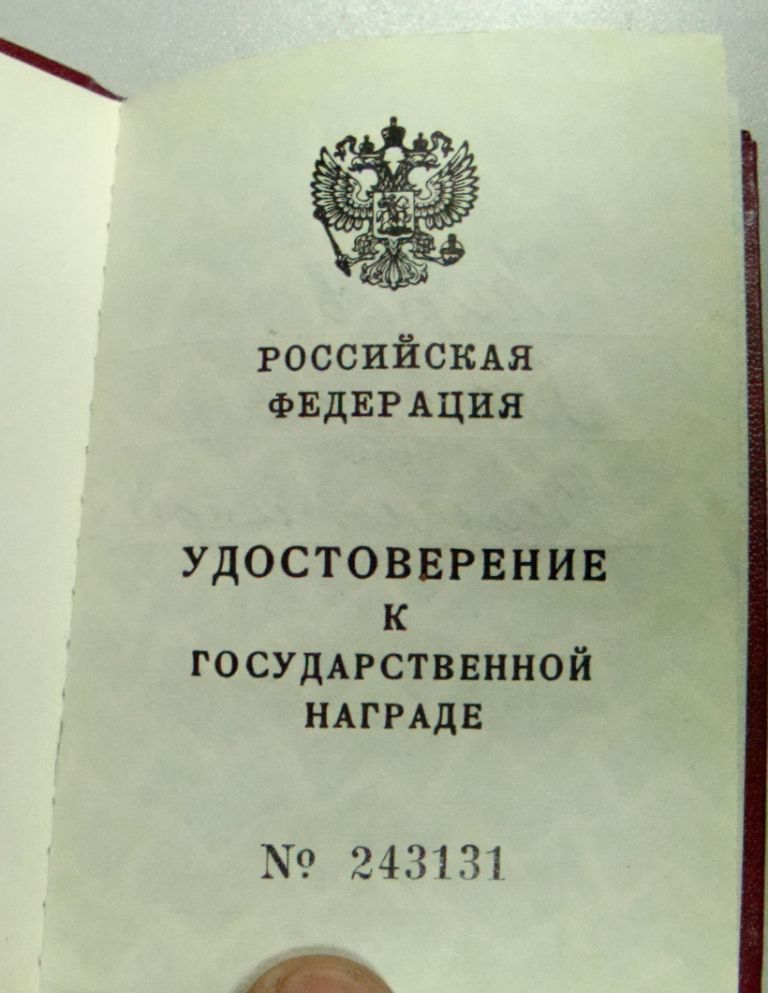 РОССИЙСКАЯ
ФЕДЕРАЦИЯ
УДОСТОВЕРЕНИЕ
К
ГОСУДАРСТВЕННОЙ
НАГРАДЕ
№ 243131